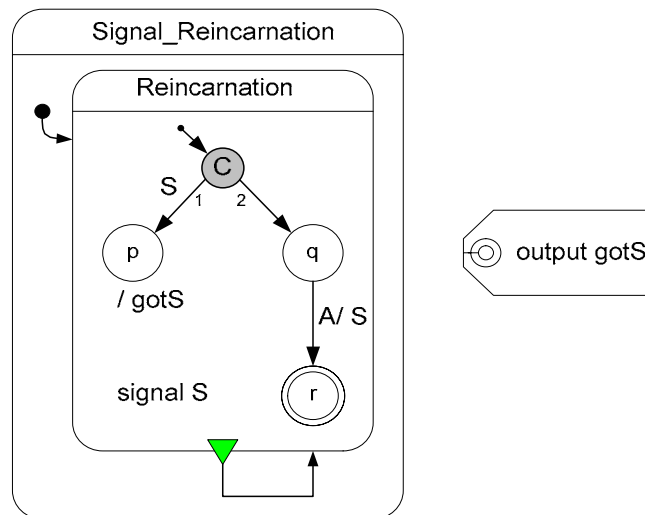 Signal_Reincarnation
Reincarnation
C
S
1 2
p
q
output gotS
/ gotS
A/ S
signal S
r